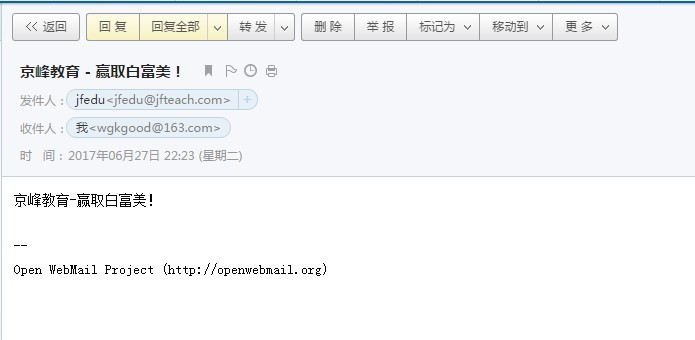 << 返回 回 复 回复全部 转 发 删 除 举 报 标记为 移动到 更 多
京峰教育 - 赢取白富美！
发件人：jfedu<jfedu@jfteach.com> +
收件人：我<wgkgood@163.com>
时 间：2017年06月27日 22:23 (星期二)
京峰教育-赢取白富美！
--
Open WebMail Project (http://openwebmail.org)